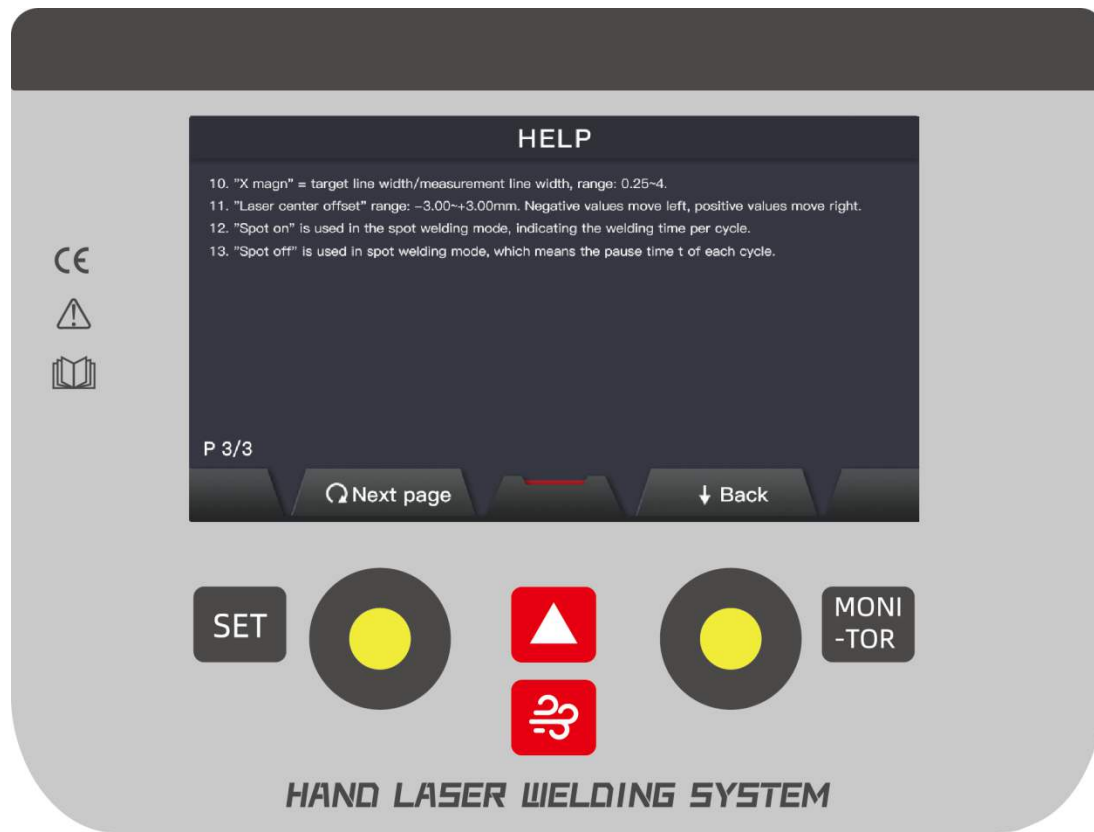 HELP
10. "X magn" = target line width/measurement line width, range: 0.25~4.
11. "Laser center offset" range: −3.00~+3.00mm. Negative values move left, positive values move right.
12. "Spot on" is used in the spot welding mode, indicating the welding time per cycle.
13. "Spot off" is used in spot welding mode, which means the pause time t of each cycle.
CE
P 3/3
Next page
Back
SET
MONI
-TOR
HAND LASER WELDING SYSTEM